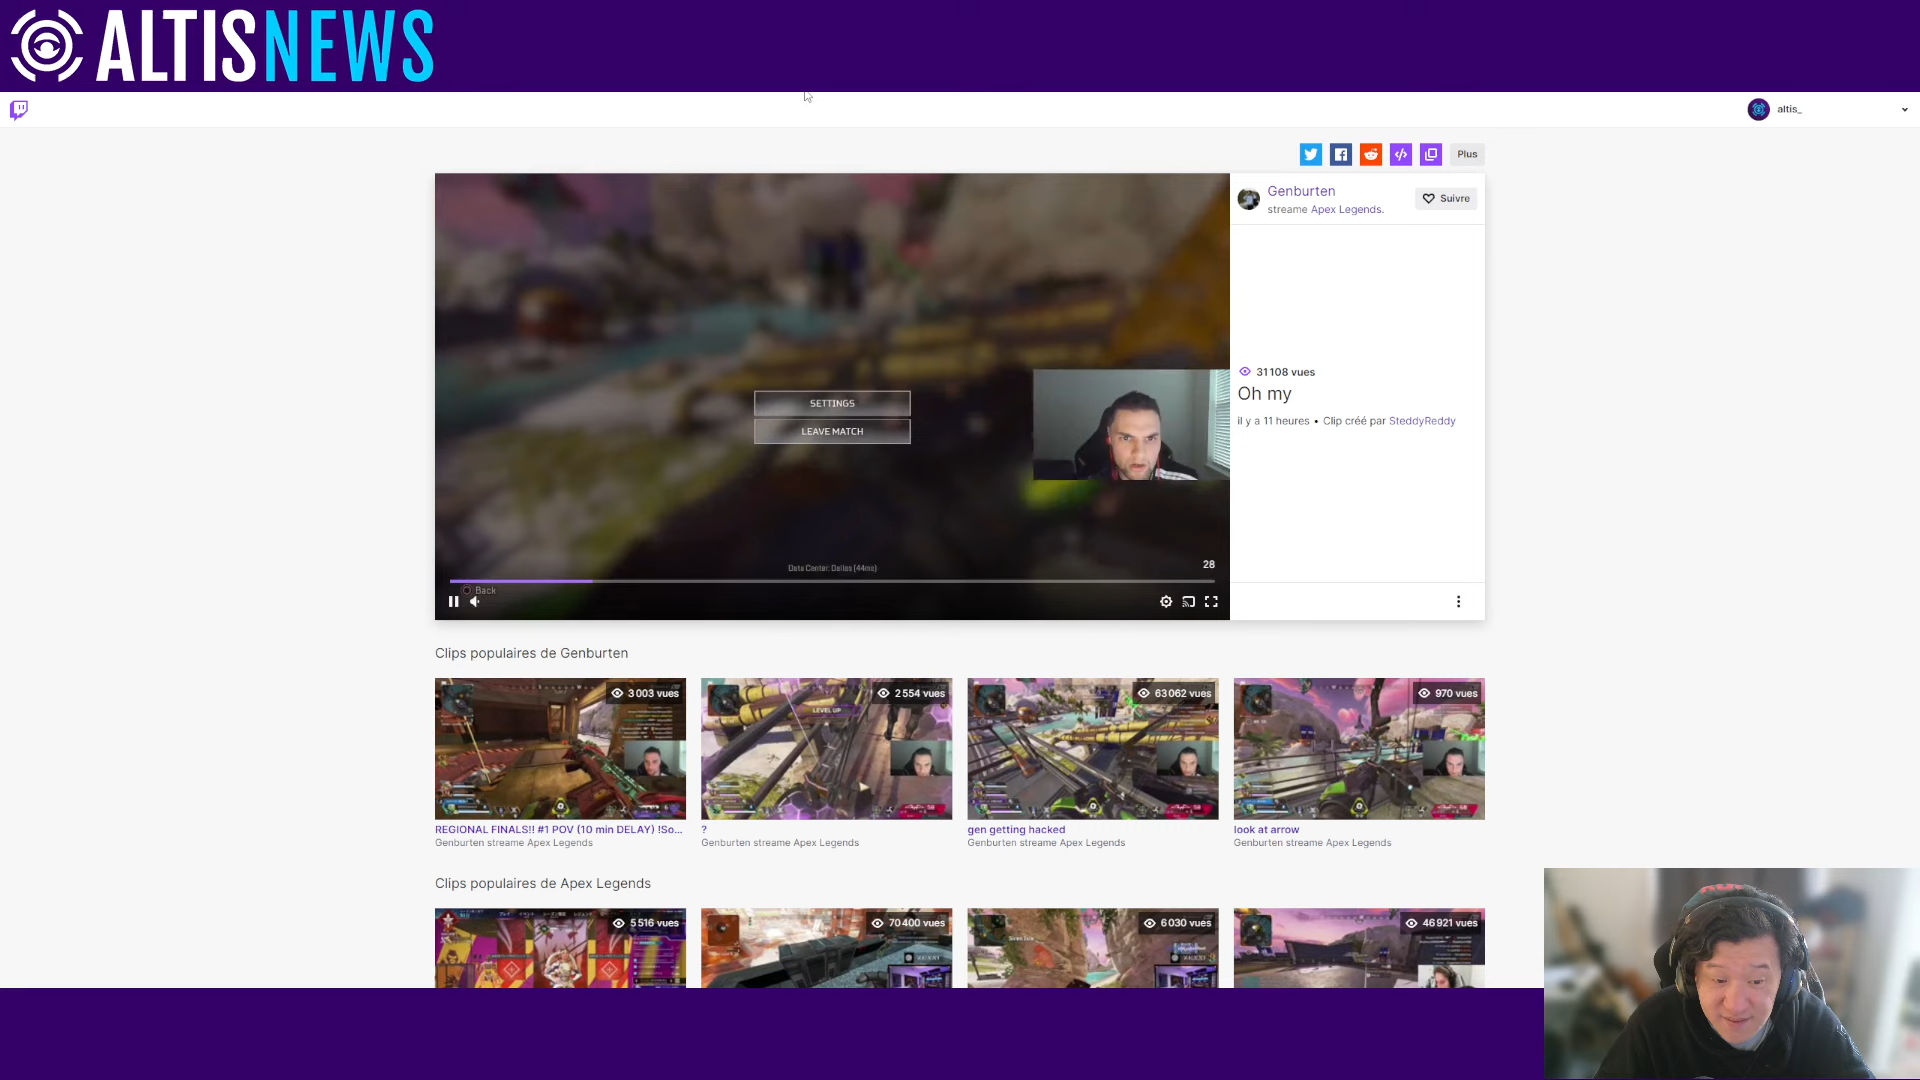 ALTISNEWS
altis_
Plus
Genburten
streame Apex Legends.
Suivre
31 108 vues
Oh my
il y a 11 heures • Clip créé par SteddyReddy
SETTINGS
LEAVE MATCH
Data Center: Dallas (44ms)
28
Back
Clips populaires de Genburten
3 003 vues
2 554 vues
LEVEL UP
63 062 vues
970 vues
REGIONAL FINALS!! #1 POV (10 min DELAY) !So...
Genburten streame Apex Legends
?
Genburten streame Apex Legends
gen getting hacked
Genburten streame Apex Legends
look at arrow
Genburten streame Apex Legends
Clips populaires de Apex Legends
5 516 vues
70 400 vues
6 030 vues
46 921 vues